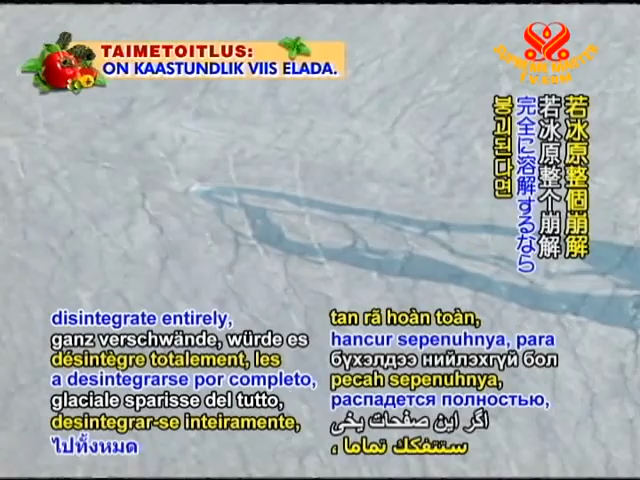 TAIMETOITLUS:
ON KAASTUNDLIK VIIS ELADA.
SUPREME MASTER
TV.COM
若冰原整個崩解
若冰原整个崩解
完全に溶解するなら
붕괴된다면
disintegrate entirely,
ganz verschwände, würde es
désintègre totalement, les
a desintegrarse por completo,
glaciale sparisse del tutto,
desintegrar-se inteiramente,
ไปทั้งหมด
tan rã hoàn toàn,
hancur sepenuhnya, para
бүхэлдээ нийлэхгүй бол
pecah sepenuhnya,
распадется полностью,
اگر این صفحات یخی
ستتفكك تماما ،